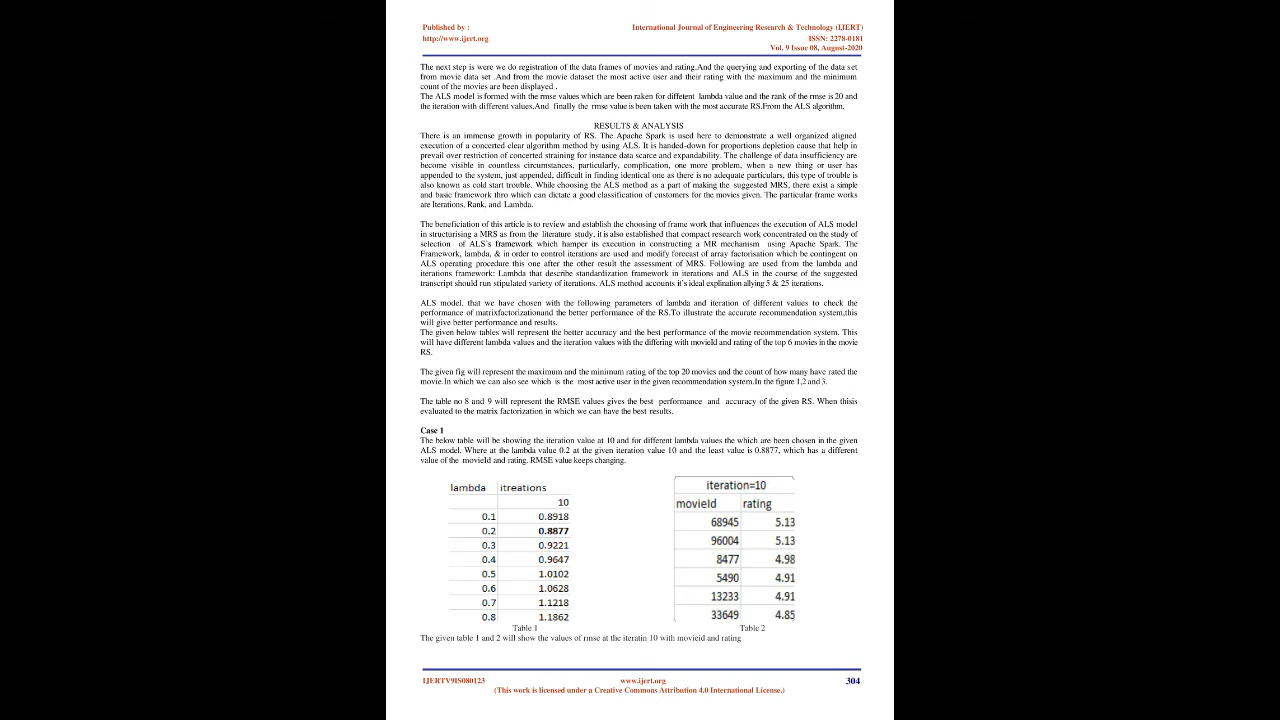 Published by :
International Journal of Engineering Research & Technology (IJERT)
http://www.ijert.org
ISSN: 2278-0181
Vol. 9 Issue 08, August-2020
The next step is were we do registration of the data frames of movies and rating.And the querying and exporting of the data set
from movie data set .And from the movie dataset the most active user and their rating with the maximum and the minimum
count of the movies are been displayed .
The ALS model is formed with the rmse values which are been raken for diffetent lambda value and the rank of the rmse is 20 and
the iteration with different values.And finally the rmse value is been taken with the most accurate RS.From the ALS algorithm.
RESULTS & ANALYSIS
There is an immense growth in popularity of RS. The Apache Spark is used here to demonstrate a well organized aligned
execution of a concerted clear algorithm method by using ALS. It is handed-down for proportions depletion cause that help in
prevail over restriction of concerted straining for instance data scarce and expandability. The challenge of data insufficiency are
become visible in countless circumstances, particularly, complication, one more problem, when a new thing or user has
appended to the system, just appended, difficult in finding identical one as there is no adequate particulars, this type of trouble is
also known as cold start trouble. While choosing the ALS method as a part of making the suggested MRS, there exist a simple
and basic framework thro which can dictate a good classification of customers for the movies given. The particular frame works
are Iterations, Rank, and Lambda.
The beneficiation of this article is to review and establish the choosing of frame work that influences the execution of ALS model
in structurising a MRS as from the literature study, it is also established that compact research work concentrated on the study of
selection of ALS's framework which hamper its execution in constructing a MR mechanism using Apache Spark. The
Framework, lambda, & in order to control iterations are used and modify forecast of array factorisation which be contingent on
ALS operating procedure this one after the other result the assessment of MRS. Following are used from the lambda and
iterations framework: Lambda that describe standardization framework in iterations and ALS in the course of the suggested
transcript should run stipulated variety of iterations. ALS method accounts it's ideal explination allying 5 & 25 iterations.
ALS model, that we have chosen with the following parameters of lambda and iteration of different values to check the
performance of matrixfactorizationand the better performance of the RS.To illustrate the accurate recommendation system,this
will give better performance and results.
The given below tables will represent the better accuracy and the best performance of the movie recommendation system. This
will have different lambda values and the iteration values with the differing with movieId and rating of the top 6 movies in the movie
RS.
The given fig will represent the maximum and the minimum rating of the top 20 movies and the count of how many have rated the
movie.In which we can also see which is the most active user in the given recommendation system.In the figure 1,2 and 3.
The table no 8 and 9 will represent the RMSE values gives the best performance and accuracy of the given RS. When thisis
evaluated to the matrix factorization in which we can have the best results.
Case 1
The below table will be showing the iteration value at 10 and for different lambda values the which are been chosen in the given
ALS model. Where at the lambda value 0.2 at the given iteration value 10 and the least value is 0.8877, which has a different
value of the movieId and rating. RMSE value keeps changing.
lambda itreations
10
0.1 0.8918
0.2 0.8877
0.3 0.9221
0.4 0.9647
0.5 1.0102
0.6 1.0628
0.7 1.1218
0.8 1.1862
Table 1
iteration=10
movieId rating
68945 5.13
96004 5.13
8477 4.98
5490 4.91
13233 4.91
33649 4.85
Table 2
The given table 1 and 2 will show the values of rmse at the iteratin 10 with movieid and rating
IJERTV9IS080123
www.ijert.org
304
(This work is licensed under a Creative Commons Attribution 4.0 International License.)